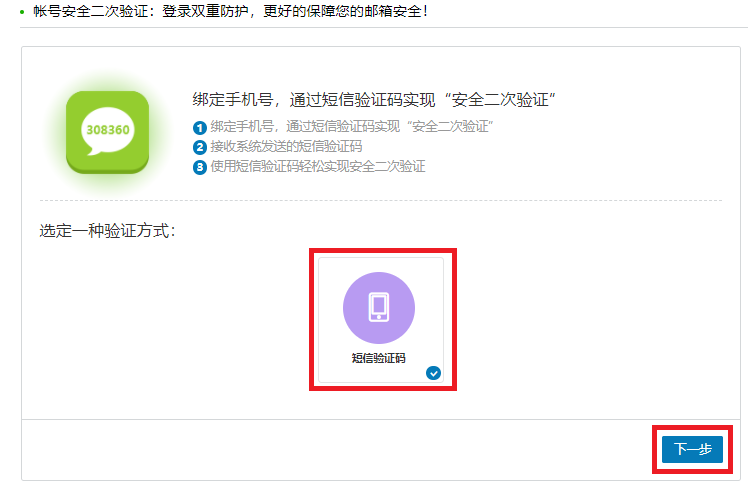 帐号安全二次验证：登录双重防护，更好的保障您的邮箱安全！
308360
绑定手机号，通过短信验证码实现“安全二次验证”
1 绑定手机号，通过短信验证码实现“安全二次验证”
2 接收系统发送的短信验证码
3 使用短信验证码轻松实现安全二次验证
选定一种验证方式：
短信验证码
下一步